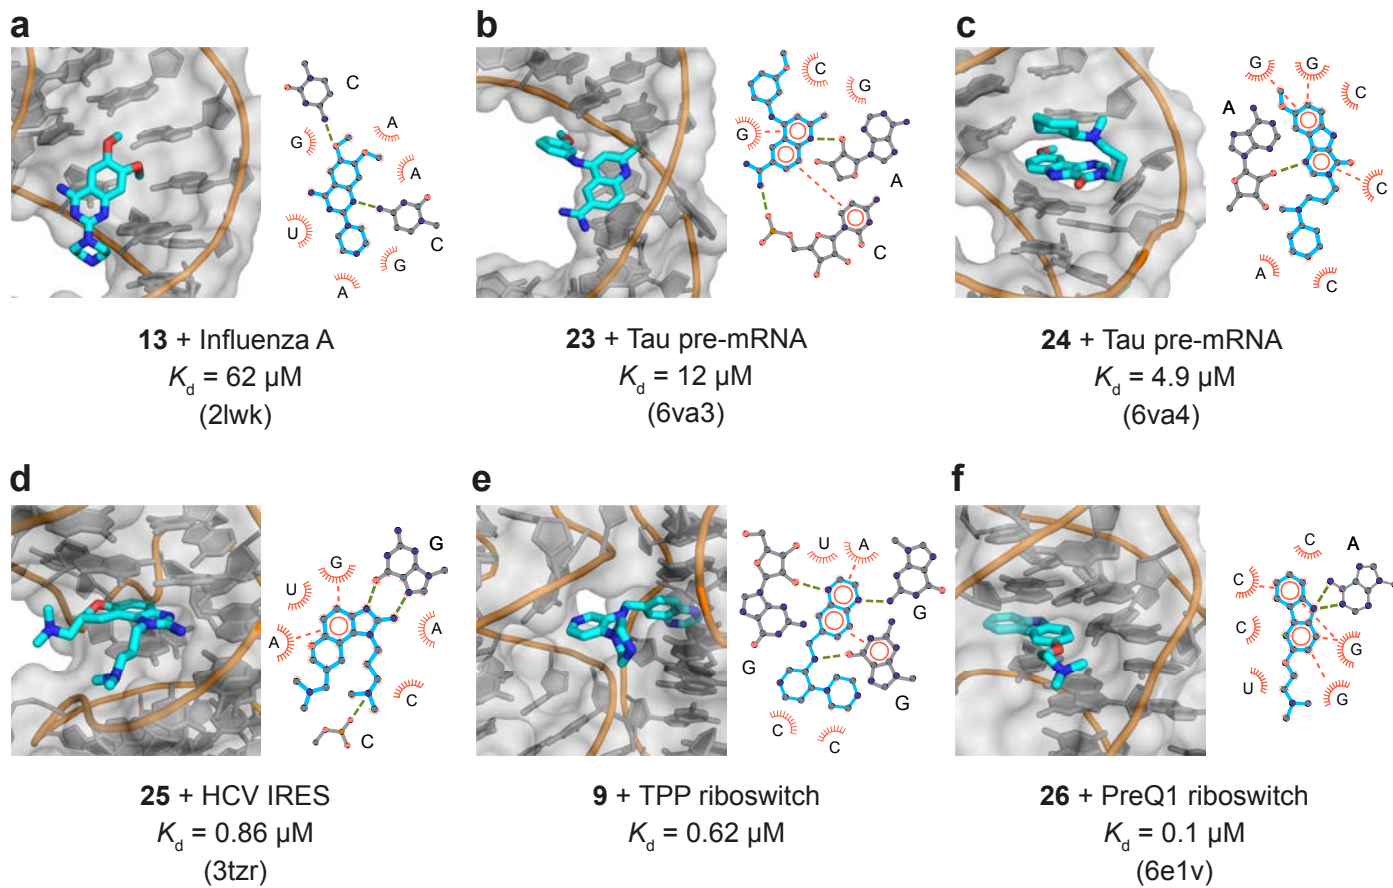 a
C
G
A
A
U
G
C
A
13 + Influenza A
Kd = 62 µM
(2lwk)
b
C
G
G
A
C
23 + Tau pre-mRNA
Kd = 12 µM
(6va3)
c
G
G
C
A
C
A
C
24 + Tau pre-mRNA
Kd = 4.9 µM
(6va4)
d
G
G
U
A
A
C
C
25 + HCV IRES
Kd = 0.86 µM
(3tzr)
e
U
A
G
G
G
C
C
9 + TPP riboswitch
Kd = 0.62 µM
f
C
A
C
C
G
U
G
26 + PreQ1 riboswitch
Kd = 0.1 µM
(6e1v)